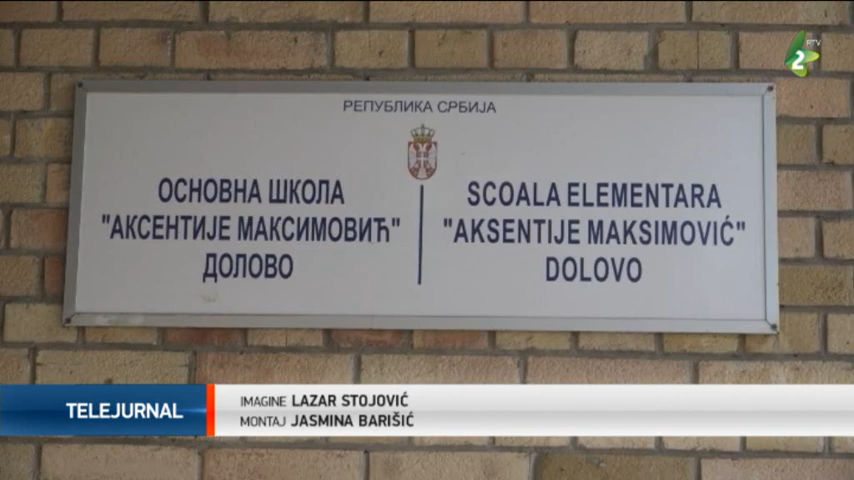 РЕПУБЛИКА СРБИЈА
ОСНОВНА ШКОЛА
"АКСЕНТИЈЕ МАКСИМОВИЋ"
ДОЛОВО
SCOALA ELEMENTARA
"AKSENTIJE MAKSIMOVIĆ"
DOLOVO
RTV
2
TELEJURNAL
IMAGINE LAZAR STOJOVIĆ
MONTAJ JASMINA BARIŠIĆ